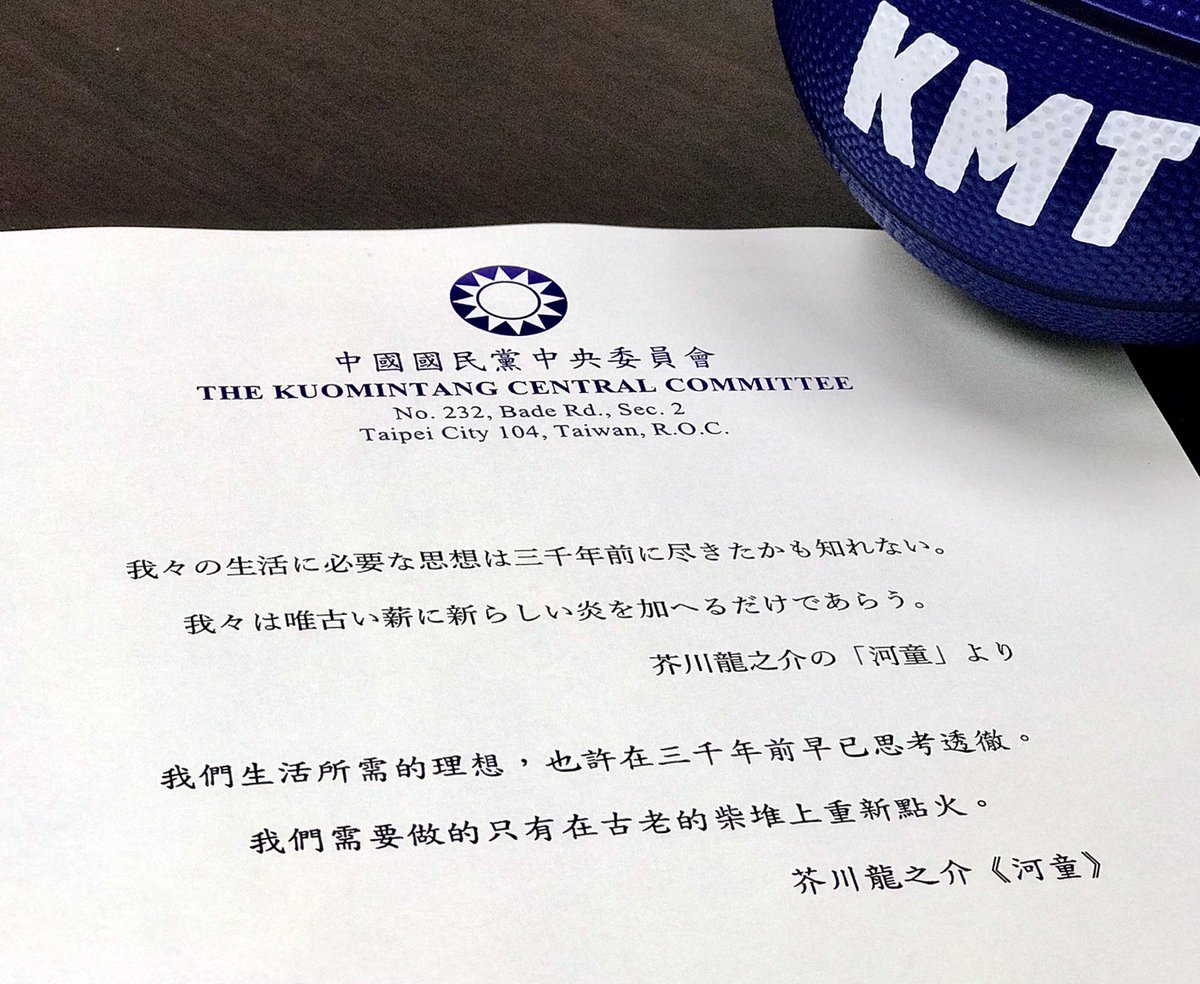 KMT
中國國民黨中央委員會
THE KUOMINTANG CENTRAL COMMITTEE
No. 232, Bade Rd., Sec. 2
Taipei City 104, Taiwan, R.O.C.
我々の生活に必要な思想は三千年前に尽きたかも知れない。
我々は唯古い薪に新らしい炎を加へるだけであらう。
芥川龍之介の「河童」より
我們生活所需的理想，也許在三千年前早已思考透徹。
我們需要做的只有在古老的柴堆上重新點火。
芥川龍之介《河童》